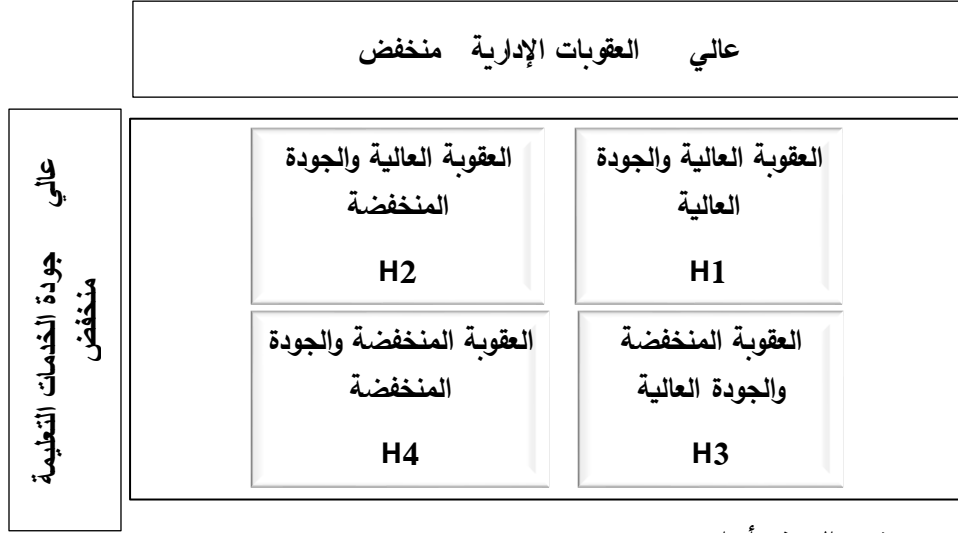 عالي العقوبات الإدارية منخفض
العقوبة العالية والجودة
العالية
H1
العقوبة العالية والجودة
المنخفضة
H2
العقوبة المنخفضة
والجودة العالية
H3
العقوبة المنخفضة والجودة
المنخفضة
H4
عالي جودة الخدمات التعليمة
منخفض